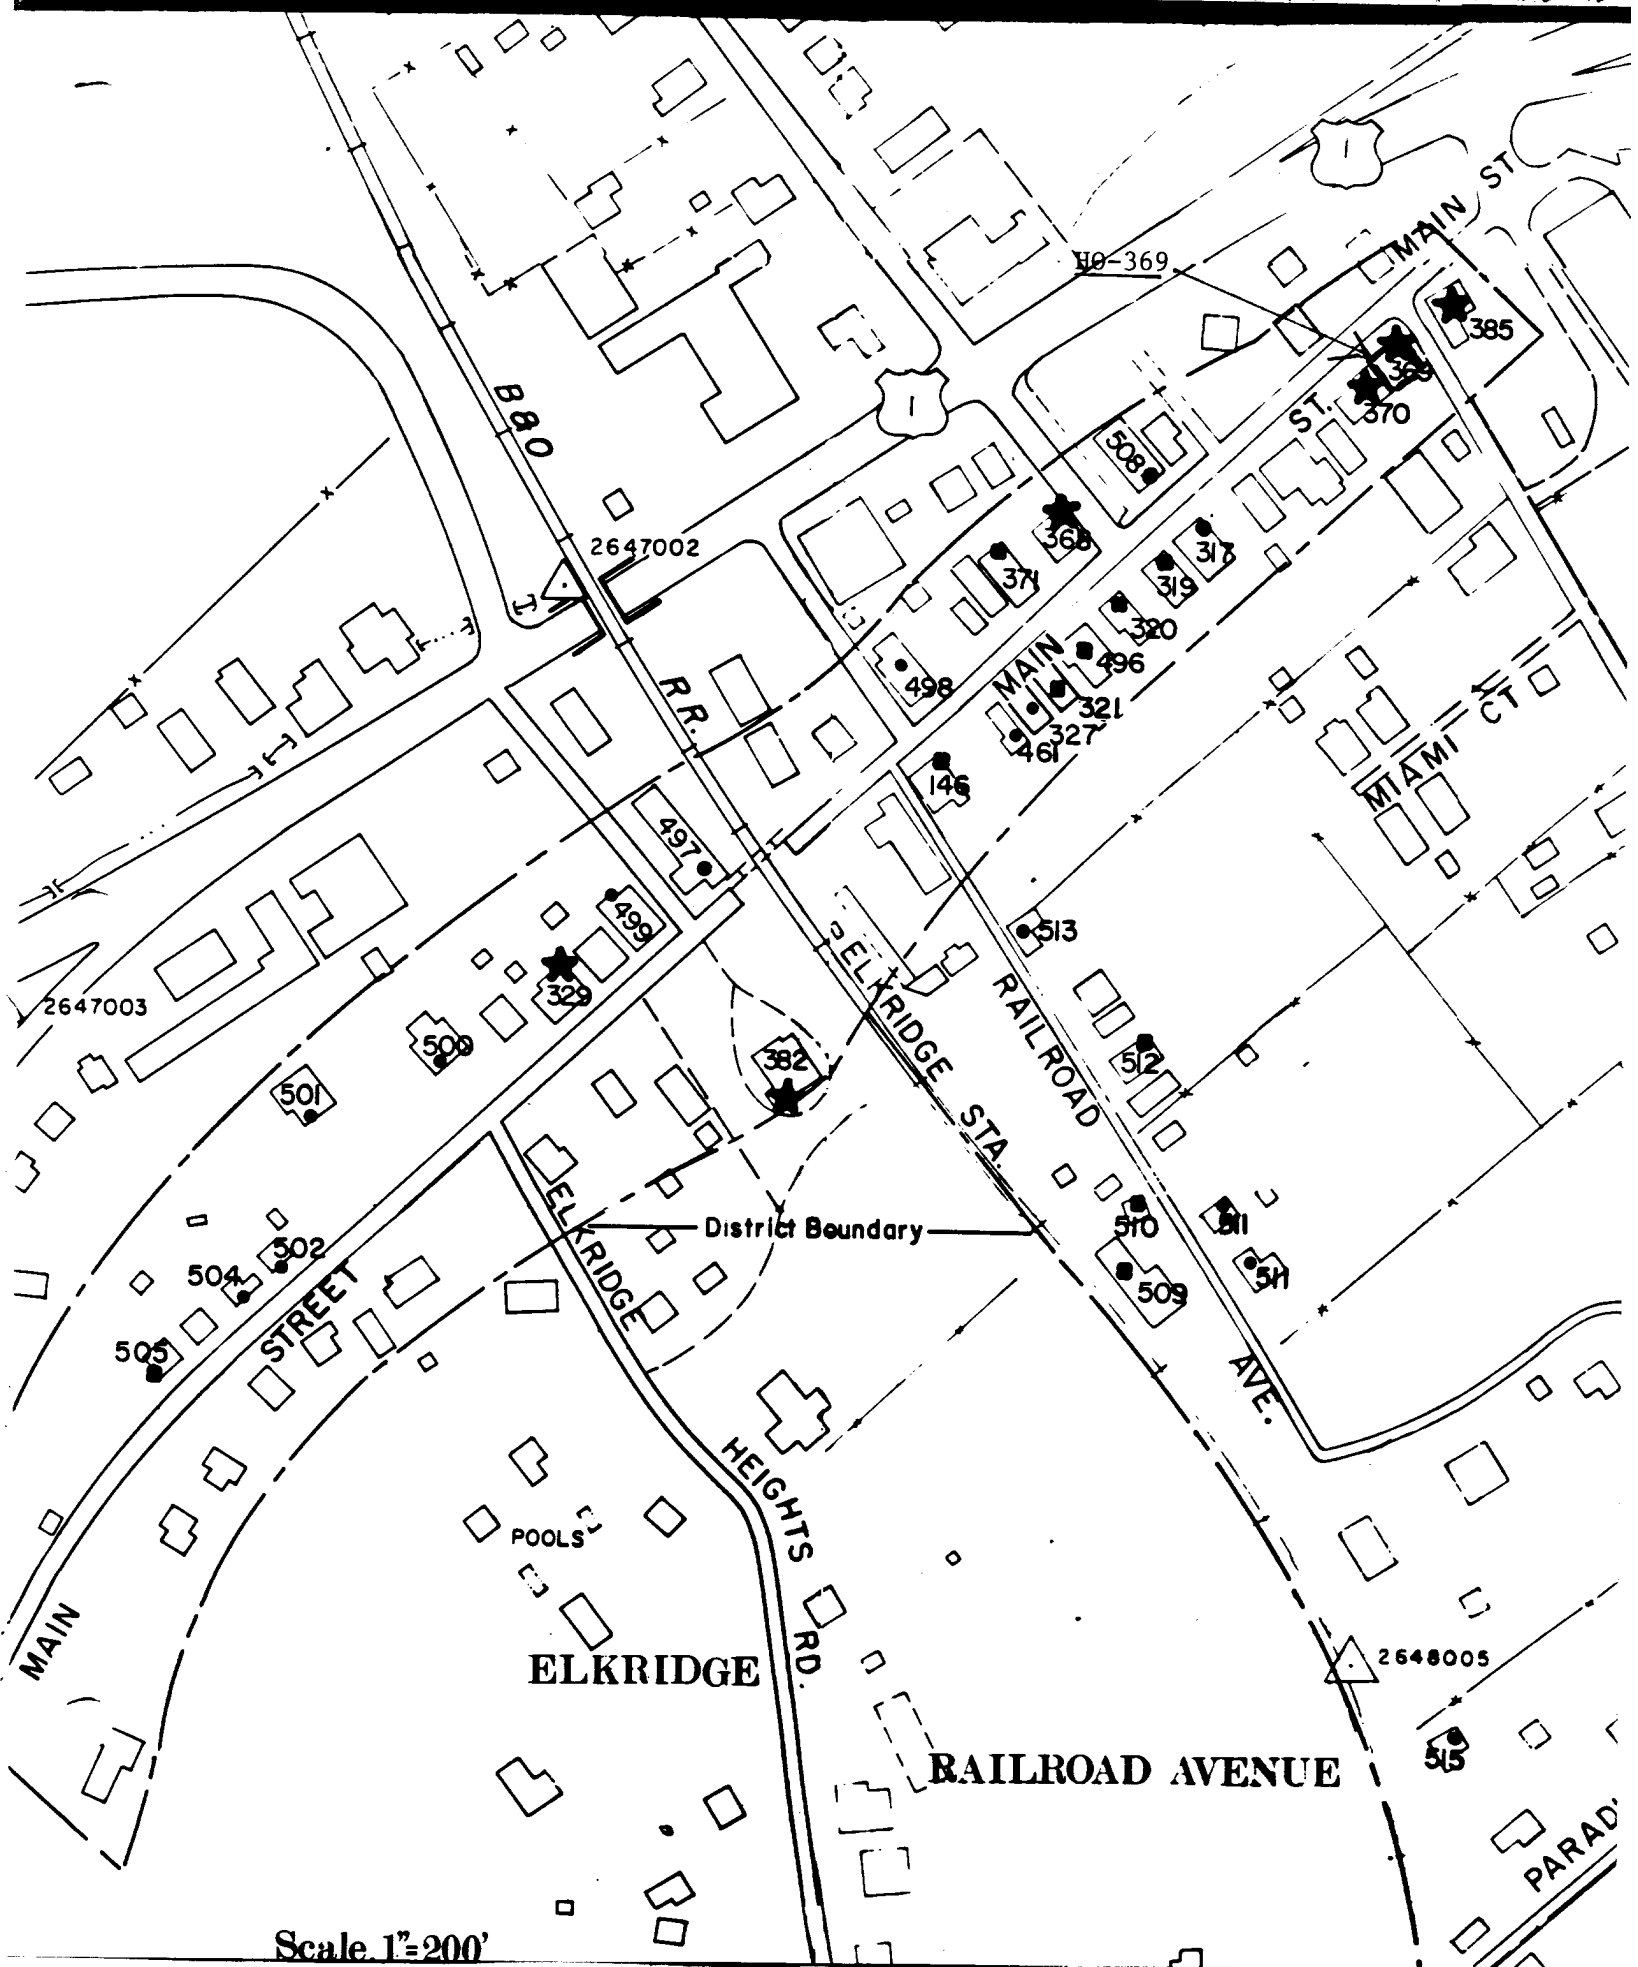 1
MAIN ST
HO-369
385
369
370
B&O
1
ST.
508
368
317
2647002
371
319
320
MAIN
496
498
321
327
461
R R.
146
MIAMI CT
497
499
513
329
2647003
ELKRIDGE STA.
RAILROAD AVE.
500
382
512
501
District Boundary
510
511
502
504
511
509
505
STREET
ELKRIDGE HEIGHTS RD.
POOLS
MAIN
ELKRIDGE
2648005
515
RAILROAD AVENUE
PARAD
Scale 1"=200'